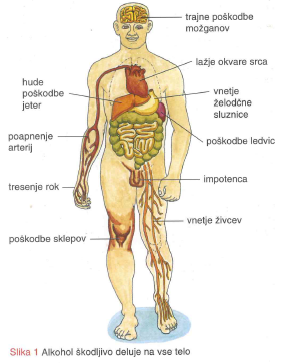 trajne poškodbe
možganov
lažje okvare srca
hude
poškodbe
jeter
vnetje
želodčne
sluznice
poapnenje
arterij
poškodbe ledvic
impotenca
tresenje rok
vnetje živcev
poškodbe sklepov
Slika 1 Alkohol škodljivo deluje na vse telo